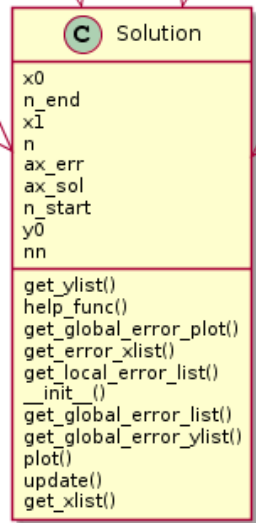 C Solution
x0
n_end
x1
n
ax_err
ax_sol
n_start
y0
nn
get_ylist()
help_func()
get_global_error_plot()
get_error_xlist()
get_local_error_list()
__init__()
get_global_error_list()
get_global_error_ylist()
plot()
update()
get_xlist()